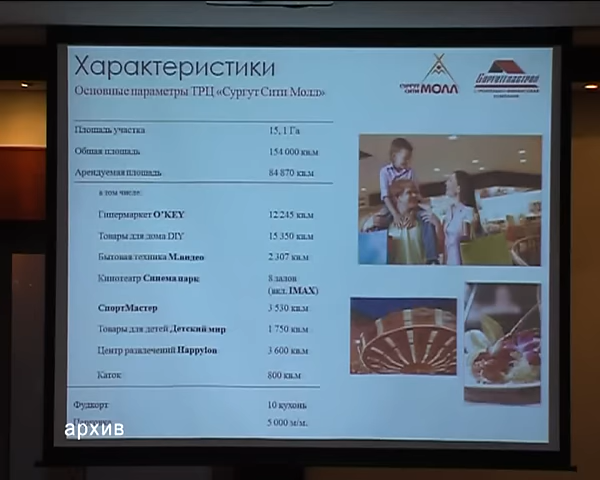 Характеристики
Основные параметры ТРЦ «Сургут Сити Молл»
СУРГУТ
СИТИ МОЛЛ
Сургутгазстрой
Площадь участка 15, 1 Га
Общая площадь 154 000 кв.м
Арендуемая площадь 84 870 кв.м
в том числе:
Гипермаркет O'KEY 12 245 кв.м
Товары для дома DIY 15 350 кв.м
Бытовая техника М.видео 2 307 кв.м
Кинотеатр Синема парк 8 залов
(вкл. IMAX)
СпортМастер 3 530 кв.м
Товары для детей Детский мир 1 750 кв.м
Центр развлечений Happylon 3 600 кв.м
Каток 800 кв.м
Фудкорт 10 кухонь
5 000 м/м.
архив